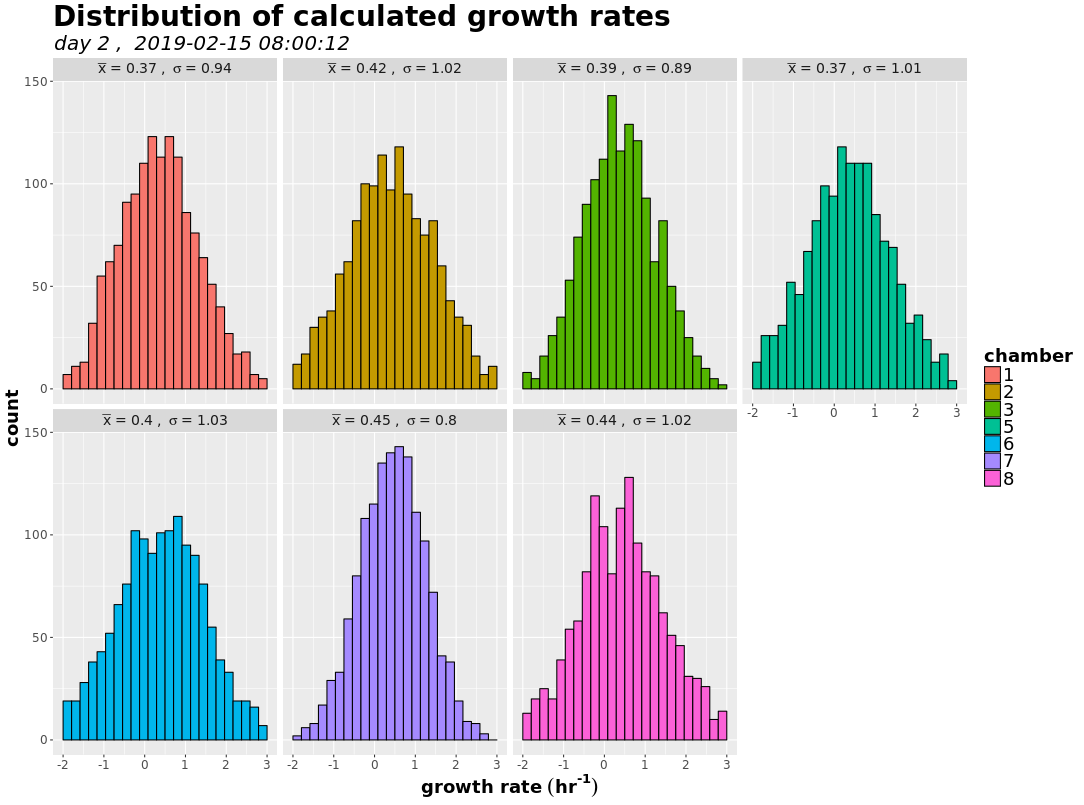 Distribution of calculated growth rates
day 2 ,  2019-02-15 08:00:12
x̅ = 0.37 ,  σ = 0.94
x̅ = 0.42 ,  σ = 1.02
x̅ = 0.39 ,  σ = 0.89
x̅ = 0.37 ,  σ = 1.01
150
100
50
0
-2 -1 0 1 2 3
x̅ = 0.4 ,  σ = 1.03
x̅ = 0.45 ,  σ = 0.8
x̅ = 0.44 ,  σ = 1.02
150
100
50
0
-2 -1 0 1 2 3
-2 -1 0 1 2 3
-2 -1 0 1 2 3
count
growth rate (hr⁻¹)
chamber
1
2
3
5
6
7
8